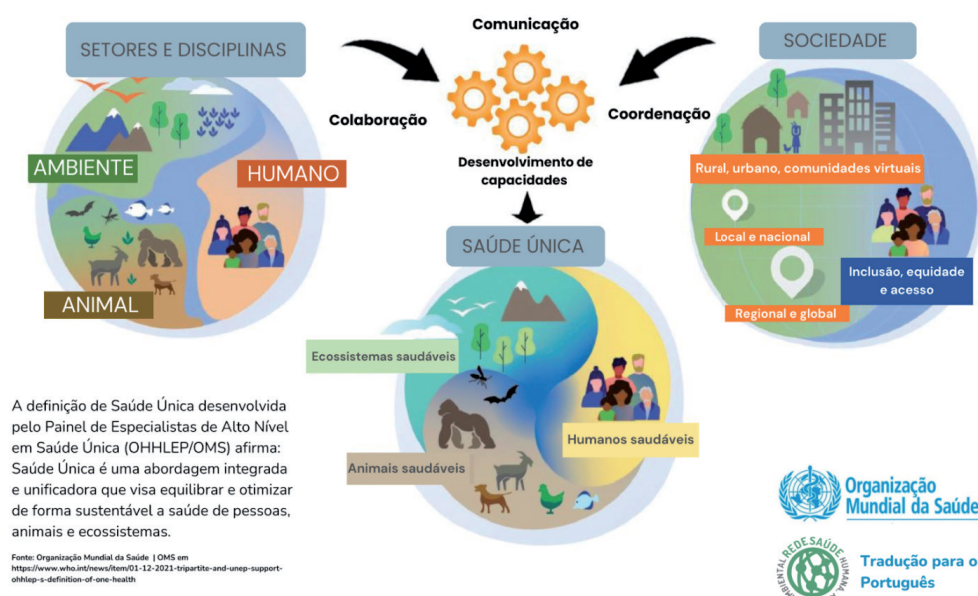 SETORES E DISCIPLINAS
AMBIENTE
HUMANO
ANIMAL
Comunicação
Colaboração
Coordenação
Desenvolvimento de
capacidades
SOCIEDADE
Rural, urbano, comunidades virtuais
Local e nacional
Inclusão, equidade
e acesso
Regional e global
SAÚDE ÚNICA
Ecossistemas saudáveis
Humanos saudáveis
Animais saudáveis
A definição de Saúde Única desenvolvida
pelo Painel de Especialistas de Alto Nível
em Saúde Única (OHHLEP/OMS) afirma:
Saúde Única é uma abordagem integrada
e unificadora que visa equilibrar e otimizar
de forma sustentável a saúde de pessoas,
animais e ecossistemas.
Fonte: Organização Mundial da Saúde | OMS em
https://www.who.int/news/item/01-12-2021-tripartite-and-unep-support-
ohhlep-s-definition-of-one-health
Organização
Mundial da Saúde
REDE SAÚDE HUMANA,
Tradução para o
Português